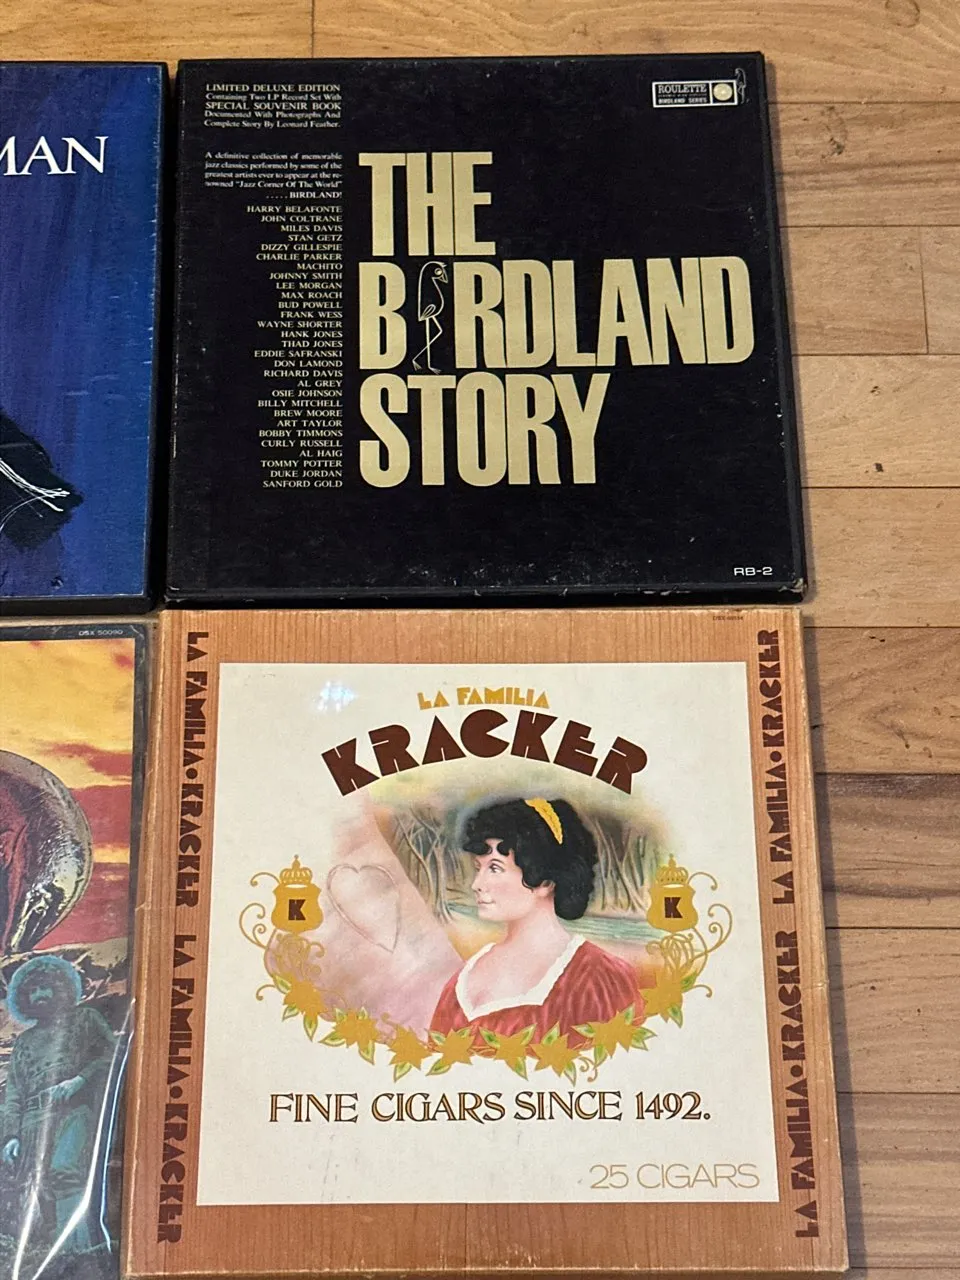 MAN
LIMITED DELUXE EDITION
Containing Two LP Record Set With
SPECIAL SOUVENIR BOOK
Documented With Photographs And
Complete Story By Leonard Feather.
A definitive collection of memorable
jazz classics performed by some of the
greatest artists ever to appear at the re-
nowned "Jazz Corner Of The World"
.....BIRDLAND!
HARRY BELAFONTE
JOHN COLTRANE
MILES DAVIS
STAN GETZ
DIZZY GILLESPIE
CHARLIE PARKER
MACHITO
JOHNNY SMITH
LEE MORGAN
MAX ROACH
BUD POWELL
FRANK WESS
WAYNE SHORTER
HANK JONES
THAD JONES
EDDIE SAFRANSKI
DON LAMOND
RICHARD DAVIS
AL GREY
OSIE JOHNSON
BILLY MITCHELL
BREW MOORE
ART TAYLOR
BOBBY TIMMONS
CURLY RUSSELL
AL HAIG
TOMMY POTTER
DUKE JORDAN
SANFORD GOLD
ROULETTE
BIRDLAND SERIES
THE
BIRDLAND
STORY
RB-2
DSX 50090
LA FAMILIA • KRACKER LA FAMILIA • KRACKER
LA FAMILIA
KRACKER
K
K
FINE CIGARS SINCE 1492.
25 CIGARS
LA FAMILIA • KRACKER LA FAMILIA • KRACKER